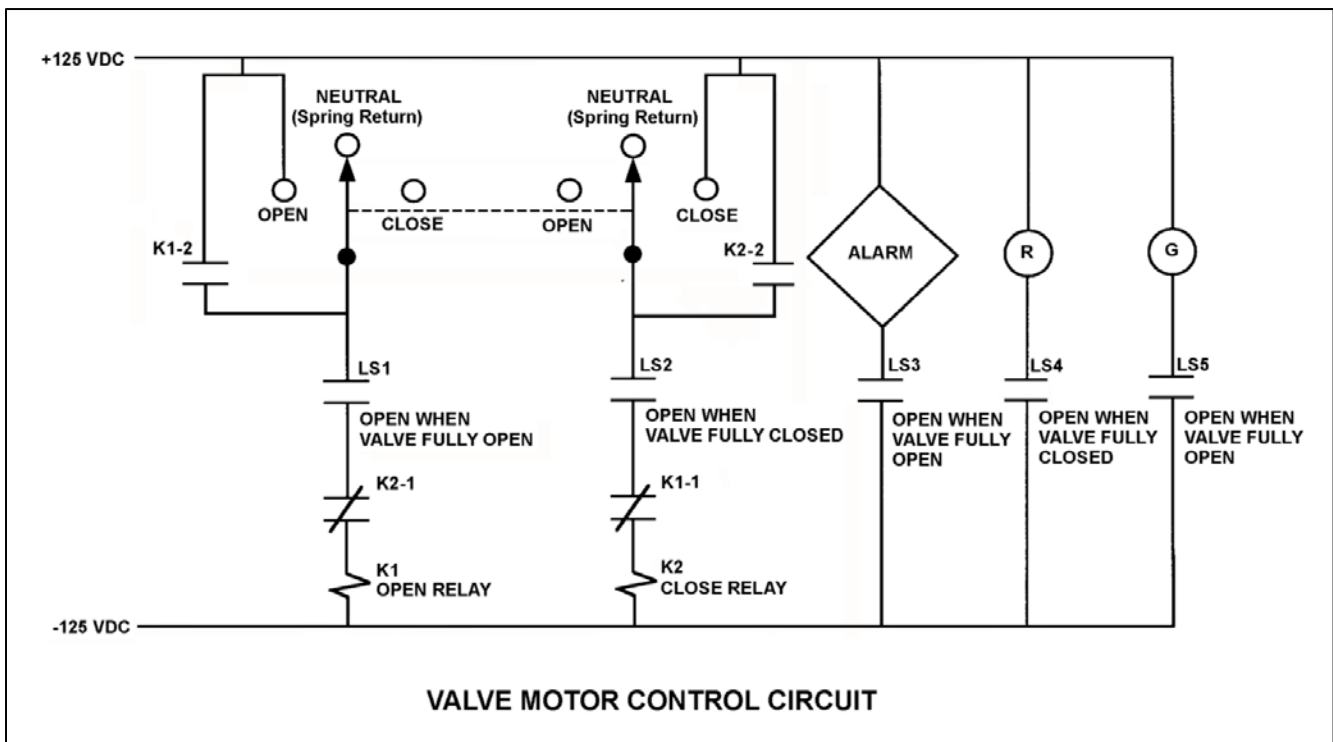 +125 VDC
NEUTRAL
(Spring Return)
NEUTRAL
(Spring Return)
OPEN
CLOSE
OPEN
CLOSE
K1-2
K2-2
ALARM
R
G
LS1
OPEN WHEN
VALVE FULLY OPEN
LS2
OPEN WHEN
VALVE FULLY CLOSED
LS3
OPEN WHEN
VALVE FULLY
OPEN
LS4
OPEN WHEN
VALVE FULLY
CLOSED
LS5
OPEN WHEN
VALVE FULLY
OPEN
K2-1
K1-1
K1
OPEN RELAY
K2
CLOSE RELAY
-125 VDC
VALVE MOTOR CONTROL CIRCUIT